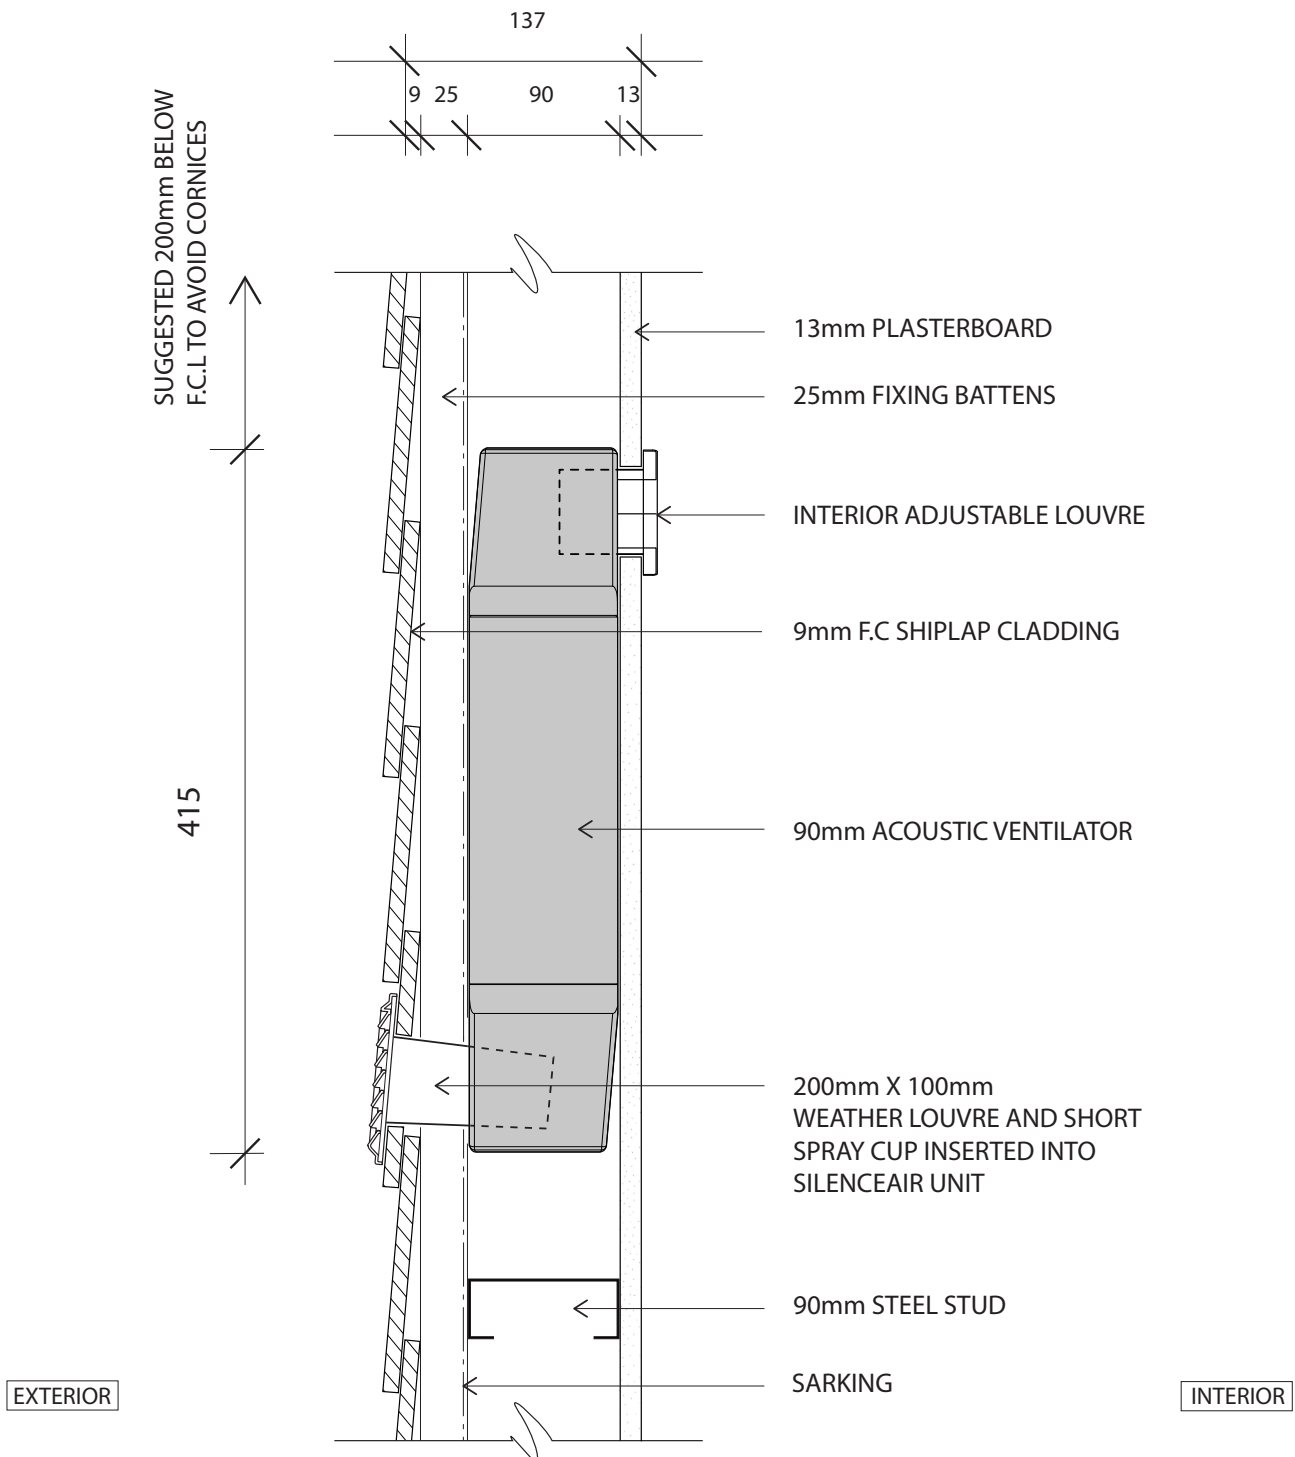 137
9 25 90 13
SUGGESTED 200mm BELOW
F.C.L TO AVOID CORNICES
13mm PLASTERBOARD
25mm FIXING BATTENS
INTERIOR ADJUSTABLE LOUVRE
9mm F.C SHIPLAP CLADDING
415
90mm ACOUSTIC VENTILATOR
200mm X 100mm
WEATHER LOUVRE AND SHORT
SPRAY CUP INSERTED INTO
SILENCEAIR UNIT
90mm STEEL STUD
SARKING
EXTERIOR
INTERIOR